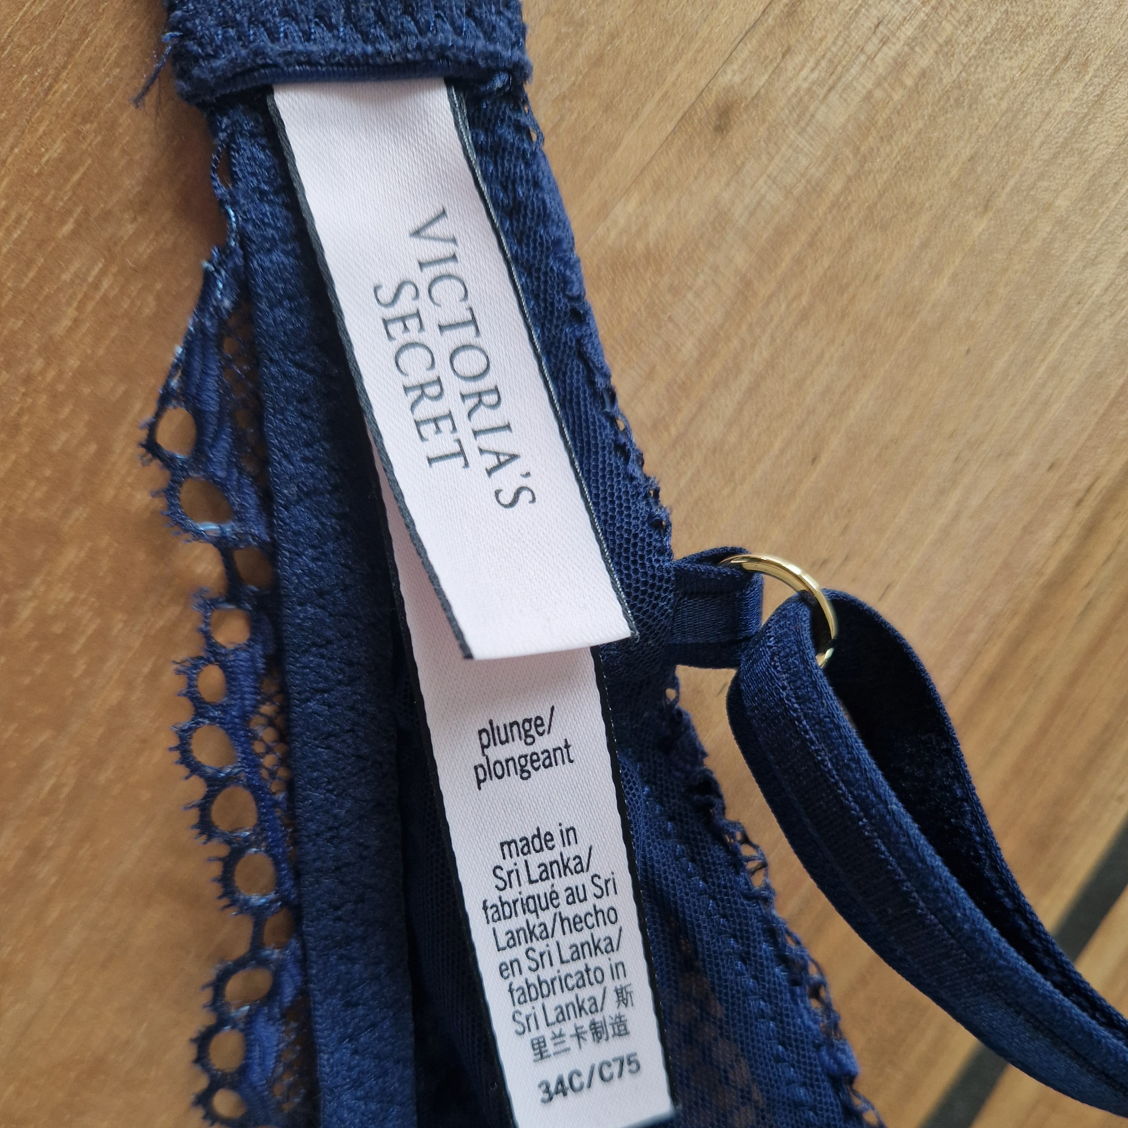 VICTORIA'S
SECRET
plunge/
plongeant
made in
Sri Lanka/
fabriqué au Sri
Lanka/hecho
en Sri Lanka/
fabbricato in
Sri Lanka/ 斯
里兰卡制造
34C/C75